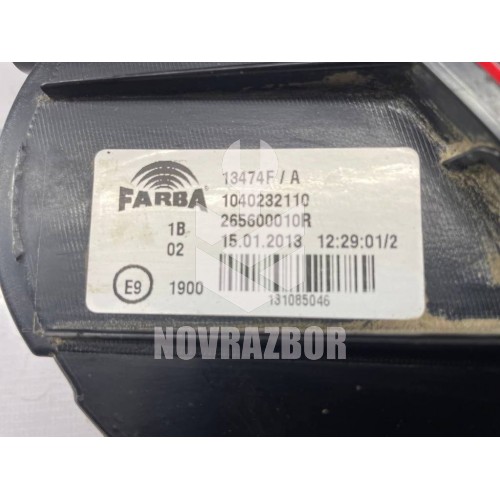 FARBA®
13474F / A
1040232110
1B 265600010R
02 15.01.2013 12:29:01/2
E9 1900
131085046
NOVRAZBOR